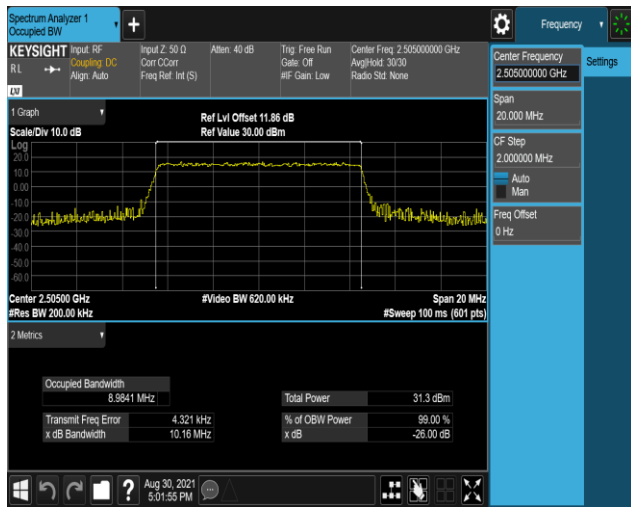 Spectrum Analyzer 1
Occupied BW
Frequency
KEYSIGHT
RL
LXI
Input: RF
Coupling: DC
Align: Auto
Input Z: 50 Ω
Corr CCorr
Freq Ref: Int (S)
Atten: 40 dB
Trig: Free Run
Gate: Off
#IF Gain: Low
Center Freq: 2.505000000 GHz
Avg|Hold: 30/30
Radio Std: None
Center Frequency
2.505000000 GHz
Settings
Span
20.000 MHz
CF Step
2.000000 MHz
Auto
Man
Freq Offset
0 Hz
1 Graph
Scale/Div 10.0 dB
Ref Lvl Offset 11.86 dB
Ref Value 30.00 dBm
Log
20.0
10.0
0.00
-10.0
-20.0
-30.0
-40.0
-50.0
-60.0
Center 2.50500 GHz
#Video BW 620.00 kHz
Span 20 MHz
#Res BW 200.00 kHz
#Sweep 100 ms (601 pts)
2 Metrics
Occupied Bandwidth
8.9841 MHz
Total Power 31.3 dBm
Transmit Freq Error 4.321 kHz
% of OBW Power 99.00 %
x dB Bandwidth 10.16 MHz
x dB -26.00 dB
?
Aug 30, 2021
5:01:55 PM